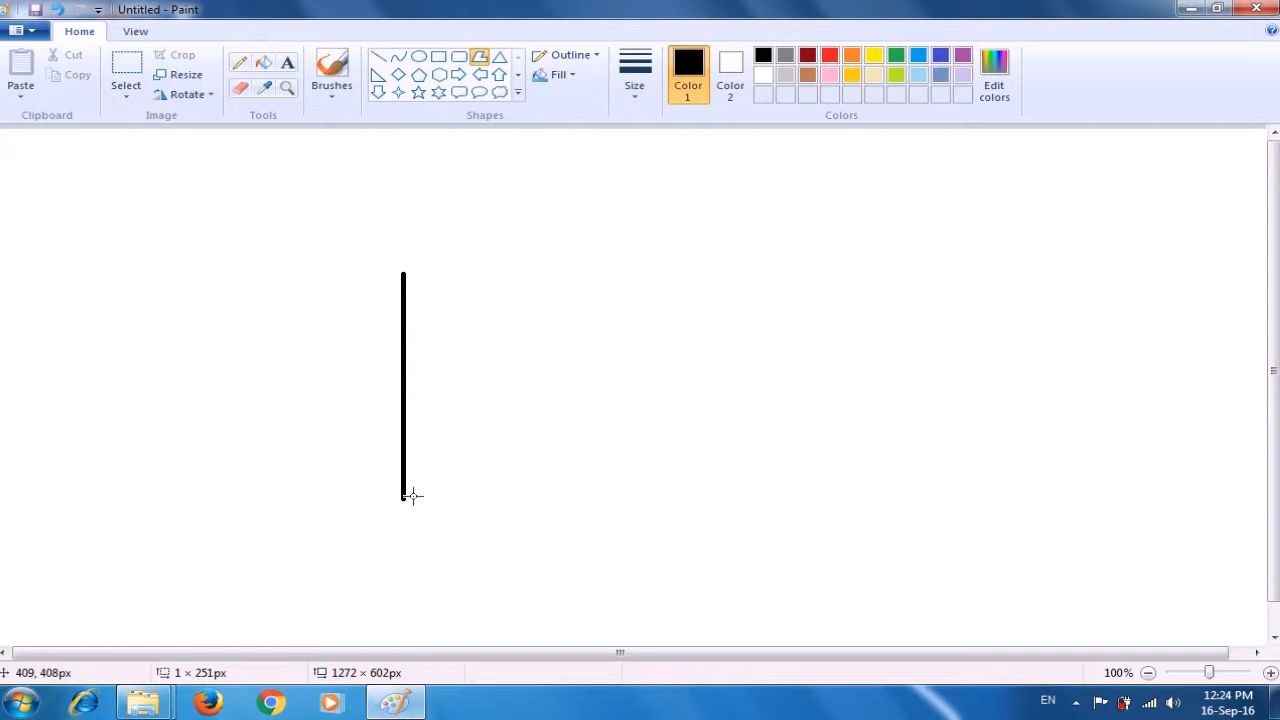 Untitled - Paint
Home View
Cut
Copy
Paste
Clipboard
Select
Crop
Resize
Rotate
Image
Tools
Brushes
Shapes
Outline
Fill
Size
Color
1
Color
2
Edit
colors
Colors
409, 408px 1 × 251px 1272 × 602px 100%
EN 12:24 PM
16-Sep-16